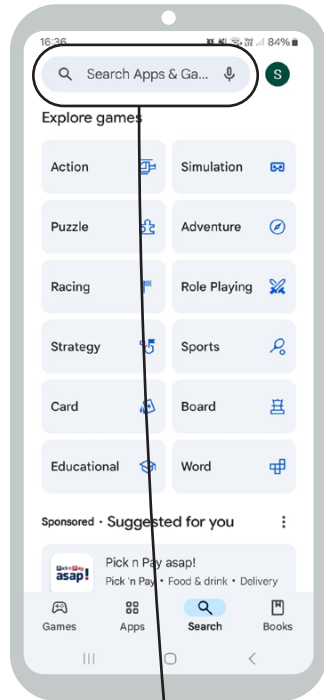 16:36 84%
Search Apps & Ga... S
Explore games
Action Simulation
Puzzle Adventure
Racing Role Playing
Strategy Sports
Card Board
Educational Word
Sponsored • Suggested for you
Pick n Pay asap!
Pick n Pay
asap!
Pick 'n Pay • Food & drink • Delivery
Games Apps Search Books